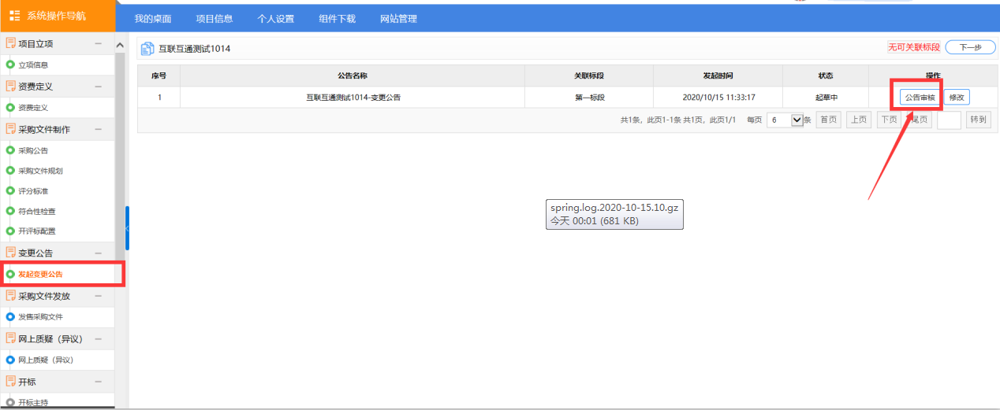 系统操作导航
我的桌面 项目信息 个人设置 组件下载 网站管理
项目立项
立项信息
资费定义
资费定义
采购文件制作
采购公告
采购文件规划
评分标准
符合性检查
开评标配置
变更公告
发起变更公告
采购文件发放
发售采购文件
网上质疑（异议）
网上质疑（异议）
开标
开标主持
互联互通测试1014
无可关联标段 下一步
序号 公告名称 关联标段 发起时间 状态 操作
1 互联互通测试1014-变更公告 第一标段 2020/10/15 11:33:17 起草中 公告审核 修改
共1条，此页1-1条 共1页，此页1/1 每页 6 条 首页 上页 下页 尾页 转到
spring.log.2020-10-15.10.gz
今天 00:01 (681 KB)